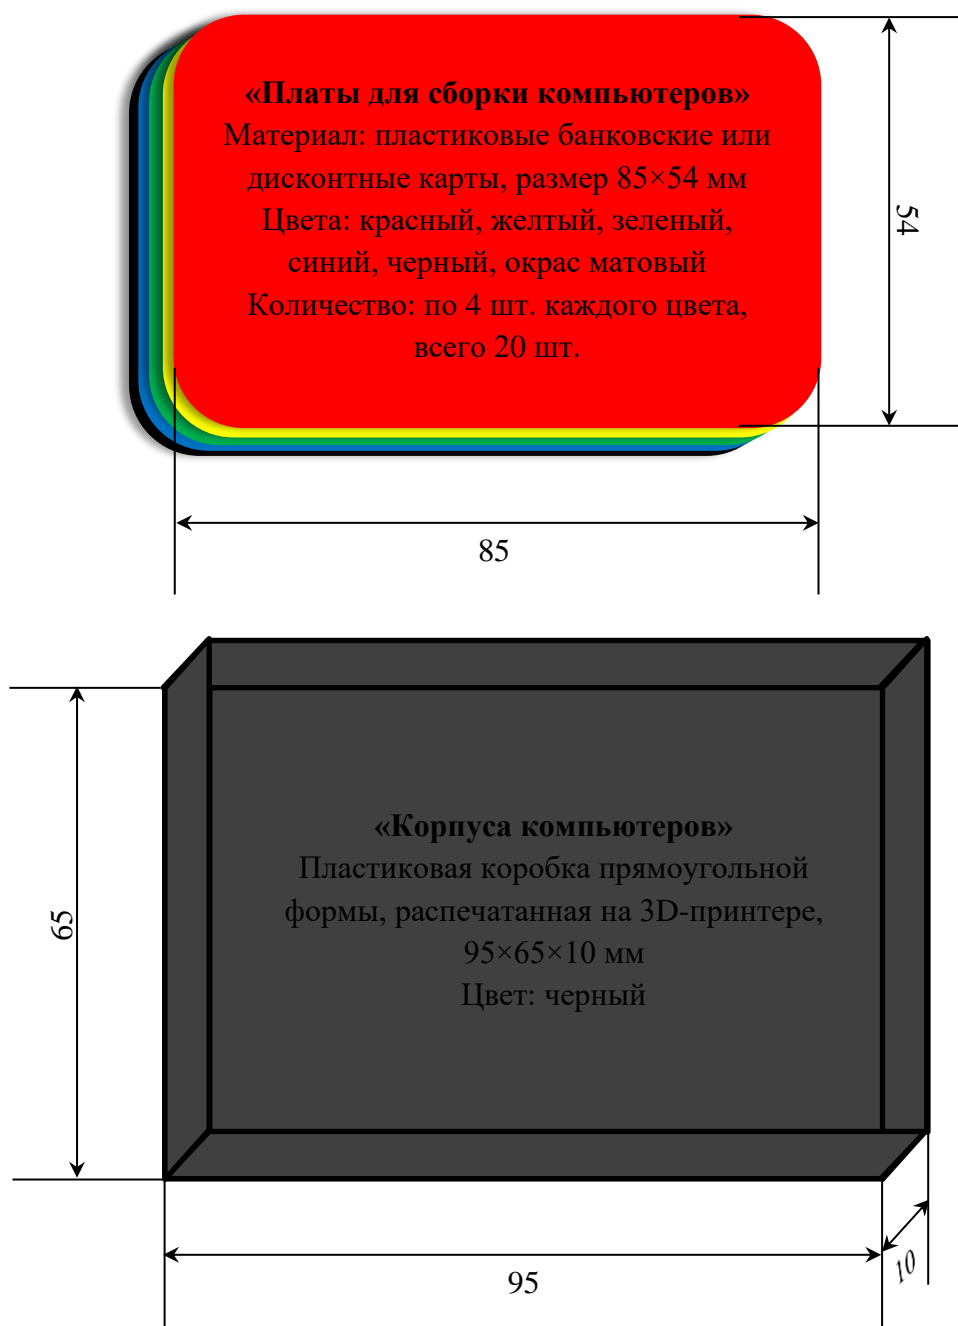 «Платы для сборки компьютеров»
Материал: пластиковые банковские или
дисконтные карты, размер 85×54 мм
Цвета: красный, желтый, зеленый,
синий, черный, окрас матовый
Количество: по 4 шт. каждого цвета,
всего 20 шт.
54
85
«Корпуса компьютеров»
Пластиковая коробка прямоугольной
формы, распечатанная на 3D-принтере,
95×65×10 мм
Цвет: черный
65
10
95